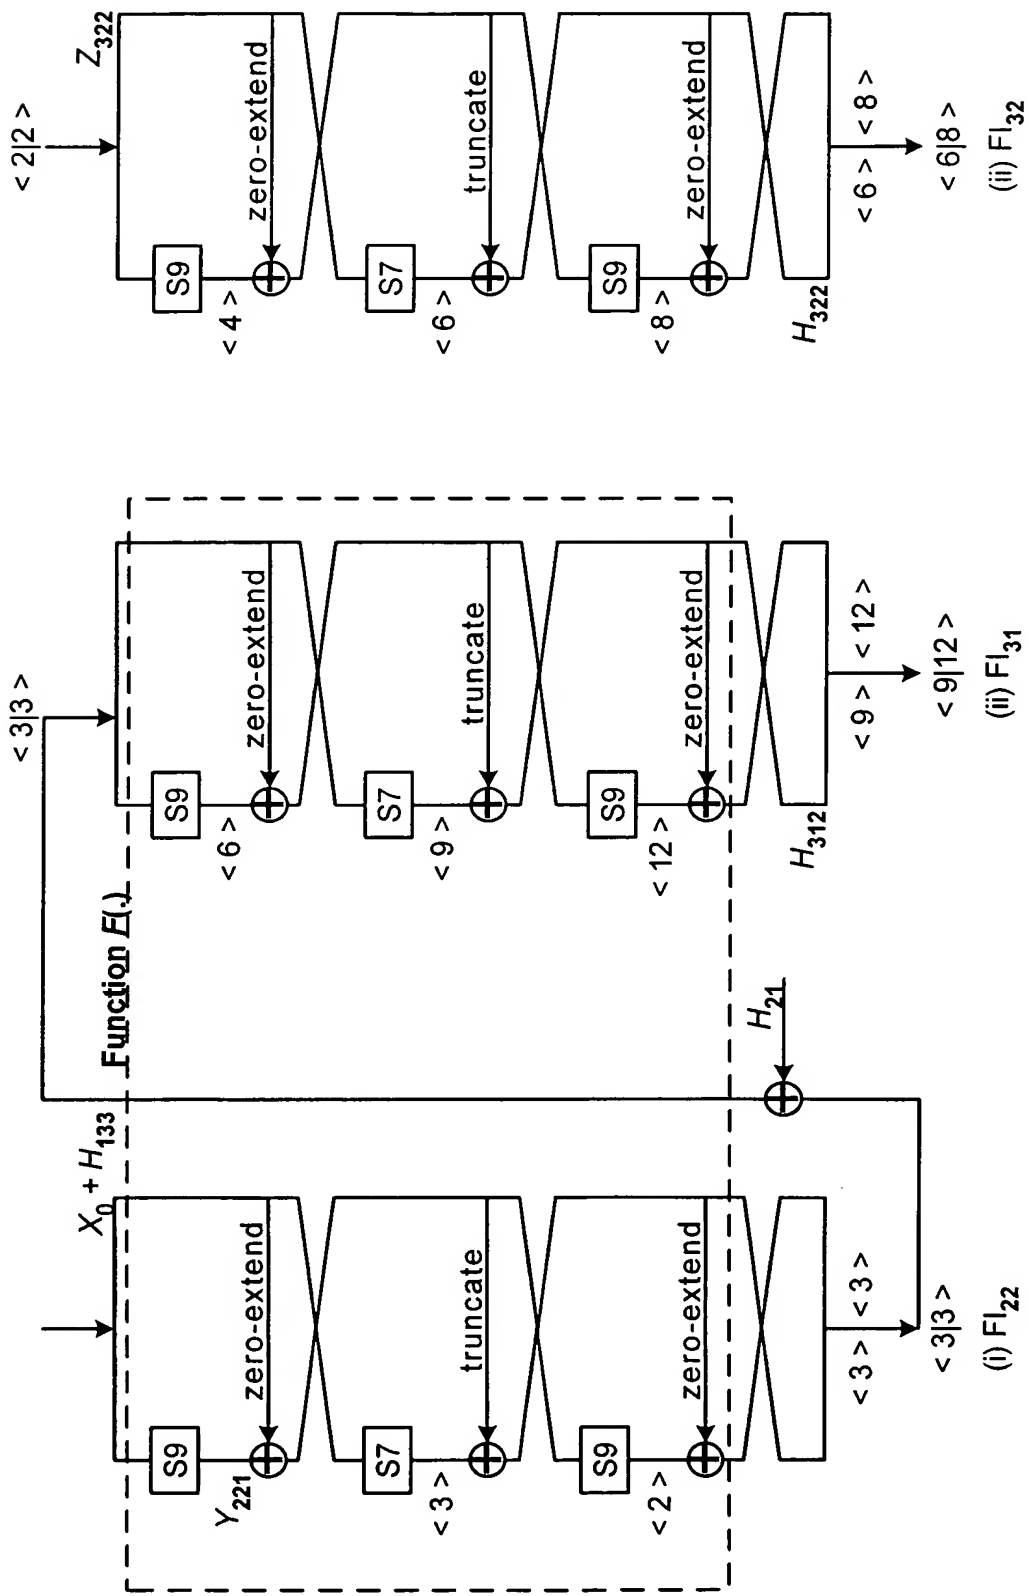 X0 + H133
S9
Y221
zero-extend
S7
< 3 >
truncate
S9
< 2 >
zero-extend
< 3 > < 3 >
< 3|3 >
(i) FI22
H21
Function F(.)
< 3|3 >
S9
< 6 >
zero-extend
S7
< 9 >
truncate
S9
< 12 >
zero-extend
H312
< 9 > < 12 >
< 9|12 >
(ii) FI31
< 2|2 >
Z322
S9
< 4 >
zero-extend
S7
< 6 >
truncate
S9
< 8 >
zero-extend
H322
< 6 > < 8 >
< 6|8 >
(ii) FI32